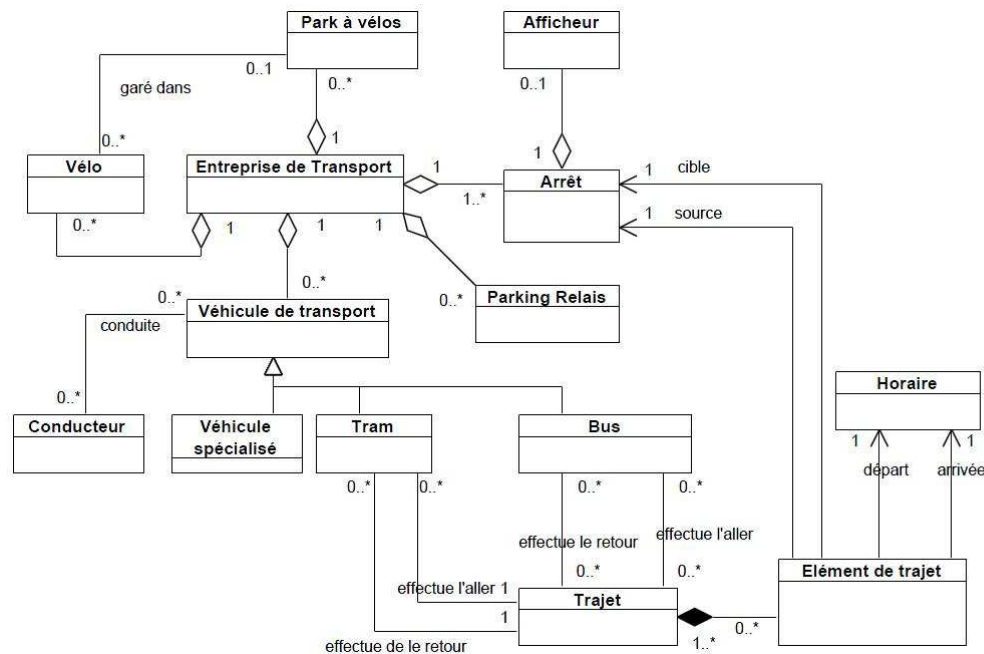 Park à vélos
Afficheur
0..1
0..*
0..1
garé dans
1
1
0..*
Vélo
Entreprise de Transport
1
1..*
Arrêt
1
cible
1
source
0..*
1
1
1
0..*
0..*
Parking Relais
0..*
Véhicule de transport
conduite
0..*
Conducteur
Véhicule
spécialisé
Tram
Bus
Horaire
1
1
départ
arrivée
0..*
0..*
0..*
0..*
effectue le retour
effectue l'aller
0..*
0..*
effectue l'aller 1
1
effectue de le retour
Trajet
1..*
0..*
Elément de trajet